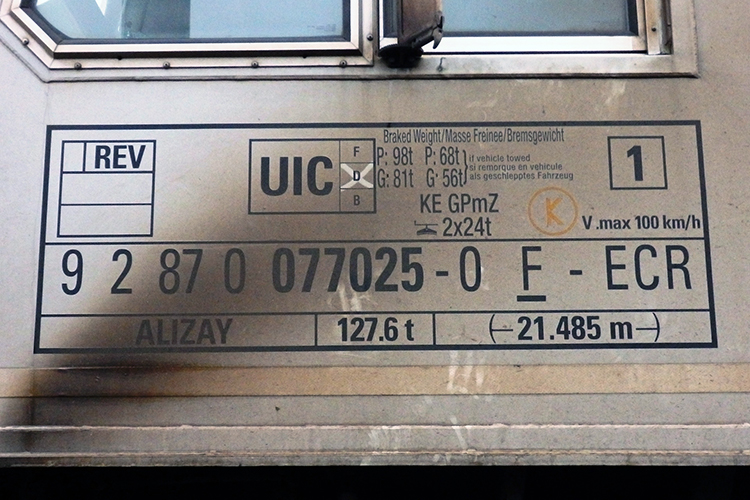 REV
UIC
F
D
B
Braked Weight/Masse Freinee/Bremsgewicht
P: 98t P: 68t
G: 81t G: 56t
if vehicle towed
si remorque en véhicule
als geschlepptes Fahrzeug
KE GPmZ
2x24t
K
1
V.max 100 km/h
9 2 87 0 077025-0 F - ECR
ALIZAY 127.6 t (-21.485 m-)